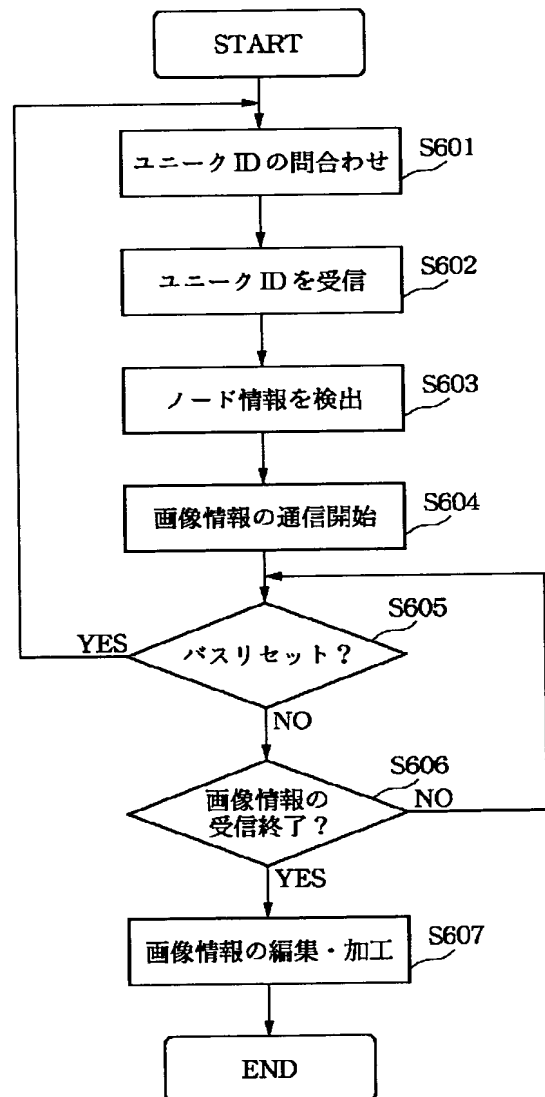 START
ユニークIDの問合わせ
S601
ユニークIDを受信
S602
ノード情報を検出
S603
画像情報の通信開始
S604
バスリセット？
S605
YES
NO
画像情報の
受信終了？
S606
NO
YES
画像情報の編集・加工
S607
END